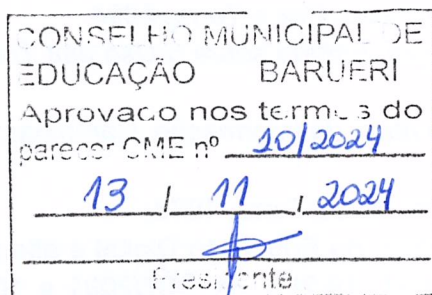 CONSELHO MUNICIPAL DE
EDUCAÇÃO BARUERI
Aprovado nos termos do
parecer CME nº 10/2024
13 / 11 / 2024
Presidente